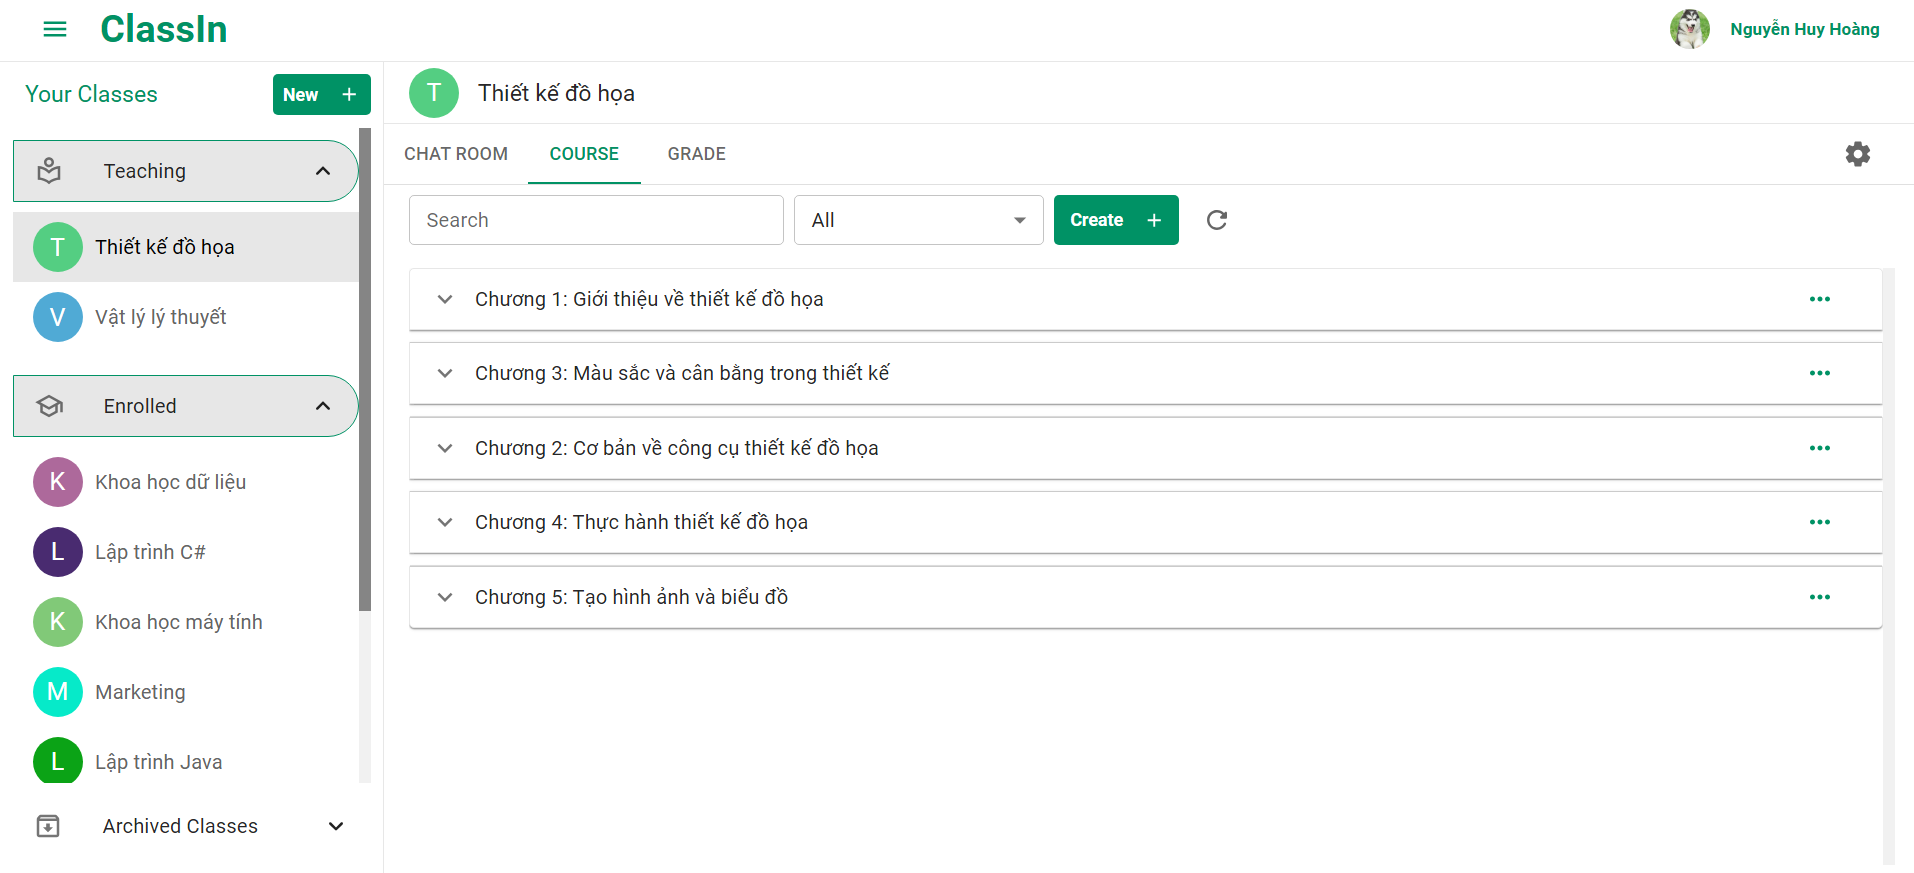 ClassIn
Nguyễn Huy Hoàng
Your Classes
New
Teaching
T
Thiết kế đồ họa
V
Vật lý lý thuyết
Enrolled
K
Khoa học dữ liệu
L
Lập trình C#
K
Khoa học máy tính
M
Marketing
L
Lập trình Java
Archived Classes
T
Thiết kế đồ họa
CHAT ROOM
COURSE
GRADE
Search
All
Create
Chương 1: Giới thiệu về thiết kế đồ họa
Chương 3: Màu sắc và cân bằng trong thiết kế
Chương 2: Cơ bản về công cụ thiết kế đồ họa
Chương 4: Thực hành thiết kế đồ họa
Chương 5: Tạo hình ảnh và biểu đồ